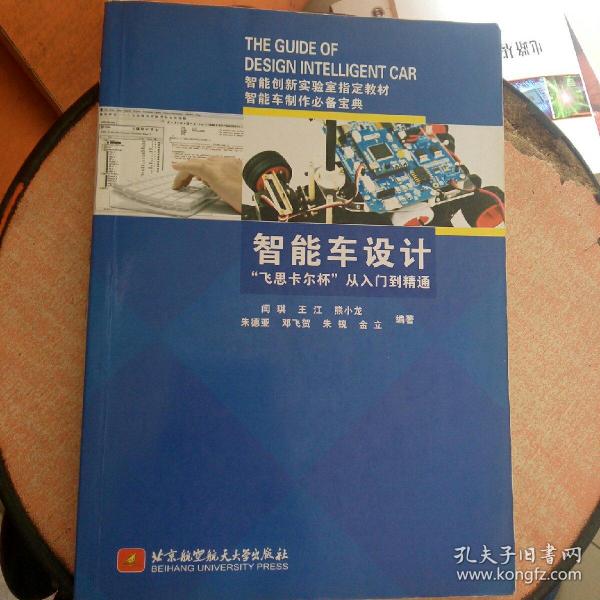 THE GUIDE OF
DESIGN INTELLIGENT CAR
智能创新实验室指定教材
智能车制作必备宝典
智能车设计
“飞思卡尔杯”从入门到精通
闫琪 王江 熊小龙
朱德亚 邓飞贺 朱锐 金立 编著
北京航空航天大学出版社
BEIHANG UNIVERSITY PRESS
孔夫子旧书网
www.kongfz.com